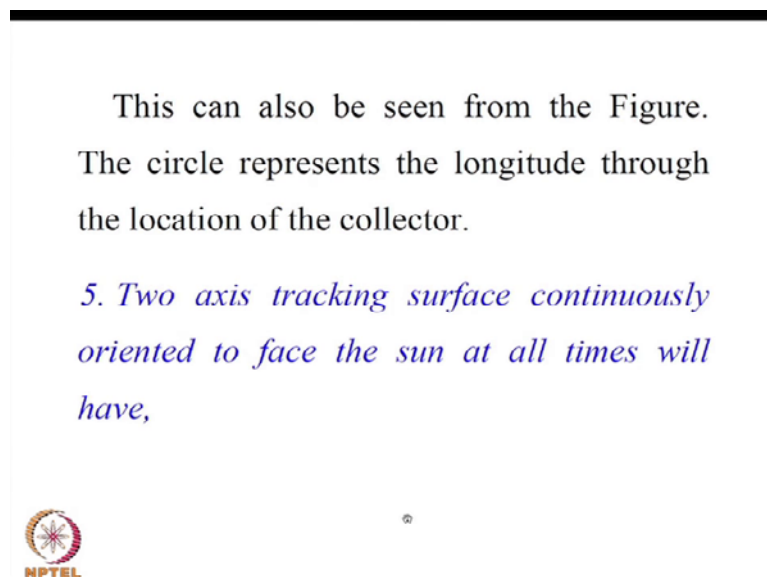 This can also be seen from the Figure.
The circle represents the longitude through
the location of the collector.
5. Two axis tracking surface continuously
oriented to face the sun at all times will
have,
NPTEL